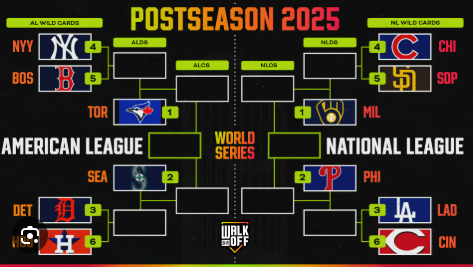 POSTSEASON 2025
AL WILD CARDS
NL WILD CARDS
ALDS
NLDS
NYY
4
4
CHI
BOS
5
5
SDP
ALCS
NLCS
TOR
1
1
MIL
AMERICAN LEAGUE
WORLD SERIES
NATIONAL LEAGUE
SEA
2
2
PHI
DET
3
3
LAD
6
6
CIN
WALK
OFF